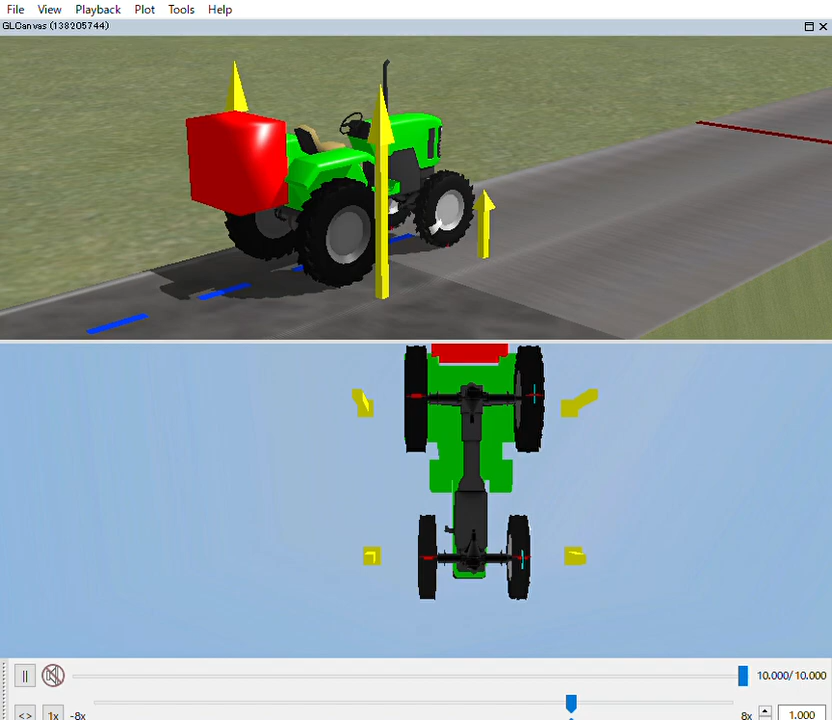 File View Playback Plot Tools Help
GLCanvas (138205744)
10.000/10.000
<> 1x -8x 8x 1.000